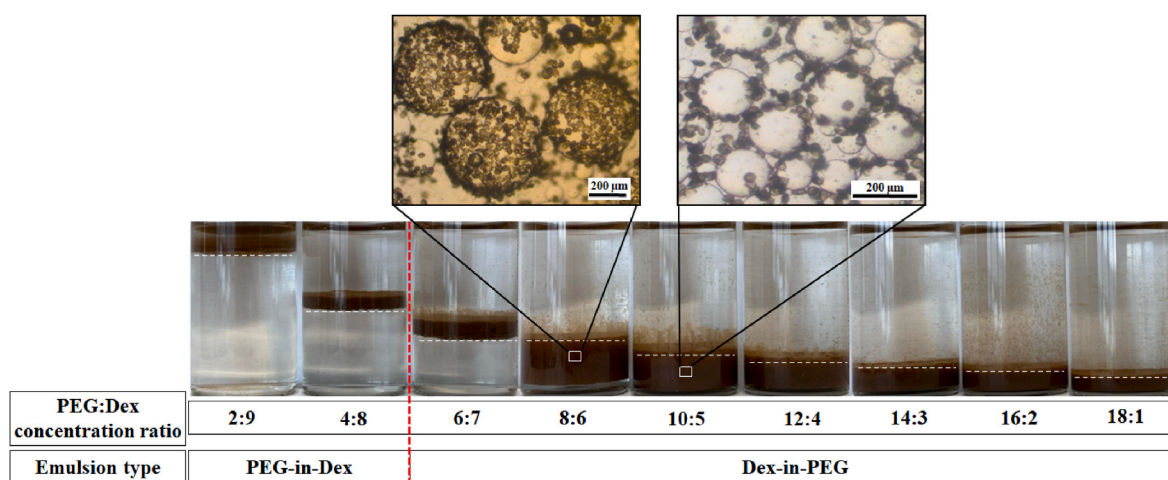 200 μm
200 μm
PEG:Dex
concentration ratio
2:9
4:8
6:7
8:6
10:5
12:4
14:3
16:2
18:1
Emulsion type
PEG-in-Dex
Dex-in-PEG